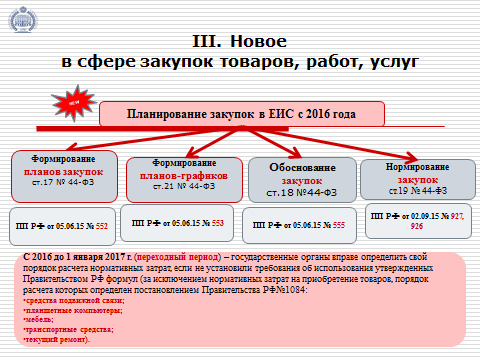 III. Новое
в сфере закупок товаров, работ, услуг
Планирование закупок в ЕИС с 2016 года
Формирование
планов закупок
ст.17 № 44-ФЗ
Формирование
планов-графиков
ст.21 № 44-ФЗ
Обоснование
закупок
ст.18 №44-ФЗ
Нормирование
закупок
ст.19 № 44-ФЗ
ПП РФ от 05.06.15 № 552
ПП РФ от 05.06.15 № 553
ПП РФ от 05.06.15 № 555
ПП РФ от 02.09.15 № 927,
926
С 2016 до 1 января 2017 г. (переходный период) – государственные органы вправе определить свой
порядок расчета нормативных затрат, если не установили требования об использования утвержденных
Правительством РФ формул (за исключением нормативных затрат на приобретение товаров, порядок
расчета которых определен постановлением Правительства РФ№1084:
•средства подвижной связи;
•планшетные компьютеры;
•мебель;
•транспортные средства;
•текущий ремонт).